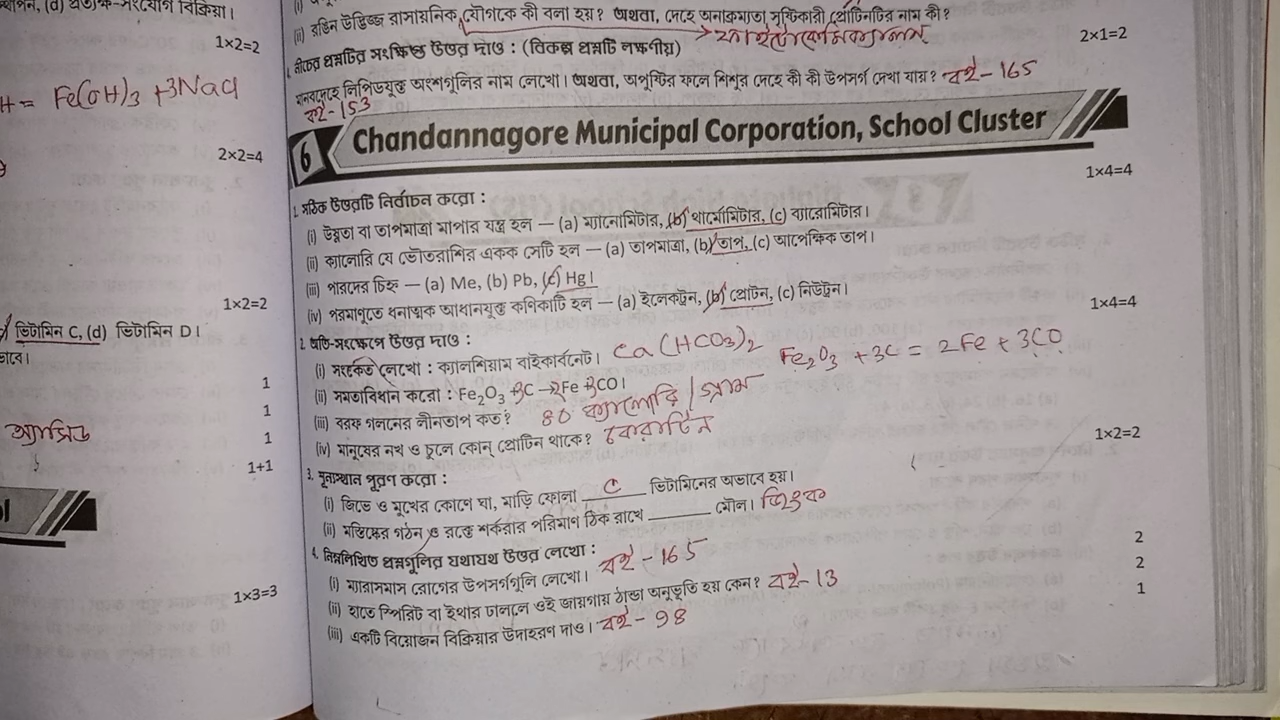 প্রত্যক্ষ-সংযোগ বিক্রিয়া।
1×2=2
H = Fe(OH)3 +3NaCl
2×2=4
1×2=2
ভিটামিন C, (d) ভিটামিন D।
1
1
অ্যাসিড
1
1+1
1×3=3
(ii) রঙিন উদ্ভিজ্জ রাসায়নিক যৌগকে কী বলা হয়? অথবা, দেহে অনাক্রম্যতা সৃষ্টিকারী প্রোটিনটির নাম কী?
ফাইটোকেমিক্যালস
নীচের প্রশ্নটির সংক্ষিপ্ত উত্তর দাও : (বিকল্প প্রশ্নটি লক্ষণীয়) 2×1=2
মানবদেহে লিপিডযুক্ত অংশগুলির নাম লেখো। অথবা, অপুষ্টির ফলে শিশুর দেহে কী কী উপসর্গ দেখা যায়? বই - 165
বই - 153
6 Chandannagore Municipal Corporation, School Cluster
1. সঠিক উত্তরটি নির্বাচন করো : 1×4=4
(i) উষ্ণতা বা তাপমাত্রা মাপার যন্ত্র হল — (a) ম্যানোমিটার, (b) থার্মোমিটার, (c) ব্যারোমিটার।
(ii) ক্যালোরি যে ভৌতরাশির একক সেটি হল — (a) তাপমাত্রা, (b) তাপ, (c) আপেক্ষিক তাপ।
(iii) পারদের চিহ্ন — (a) Me, (b) Pb, (c) Hg।
(iv) পরমাণুতে ধনাত্মক আধানযুক্ত কণিকাটি হল — (a) ইলেকট্রন, (b) প্রোটন, (c) নিউট্রন।
2. অতি-সংক্ষেপে উত্তর দাও : 1×4=4
(i) সংকেত লেখো : ক্যালশিয়াম বাইকার্বনেট। Ca(HCO3)2
(ii) সমতাবিধান করো : Fe2O3 + 3C → 2Fe + 3CO। Fe2O3 + 3C = 2Fe + 3CO
(iii) বরফ গলনের লীনতাপ কত? 80 ক্যালোরি / গ্রাম
(iv) মানুষের নখ ও চুলে কোন্ প্রোটিন থাকে? কেরাটিন
3. শূন্যস্থান পূরণ করো : 1×2=2
(i) জিভে ও মুখের কোণে ঘা, মাড়ি ফোলা C ভিটামিনের অভাবে হয়।
(ii) মস্তিষ্কের গঠন ও রক্তে শর্করার পরিমাণ ঠিক রাখে ______ মৌল। জিংক
4. নিম্নলিখিত প্রশ্নগুলির যথাযথ উত্তর লেখো :
(i) ম্যারাসমাস রোগের উপসর্গগুলি লেখো। বই - 165 2
(ii) হাতে স্পিরিট বা ইথার ঢাললে ওই জায়গায় ঠান্ডা অনুভূতি হয় কেন? বই - 13 2
(iii) একটি বিয়োজন বিক্রিয়ার উদাহরণ দাও। বই - 98 1